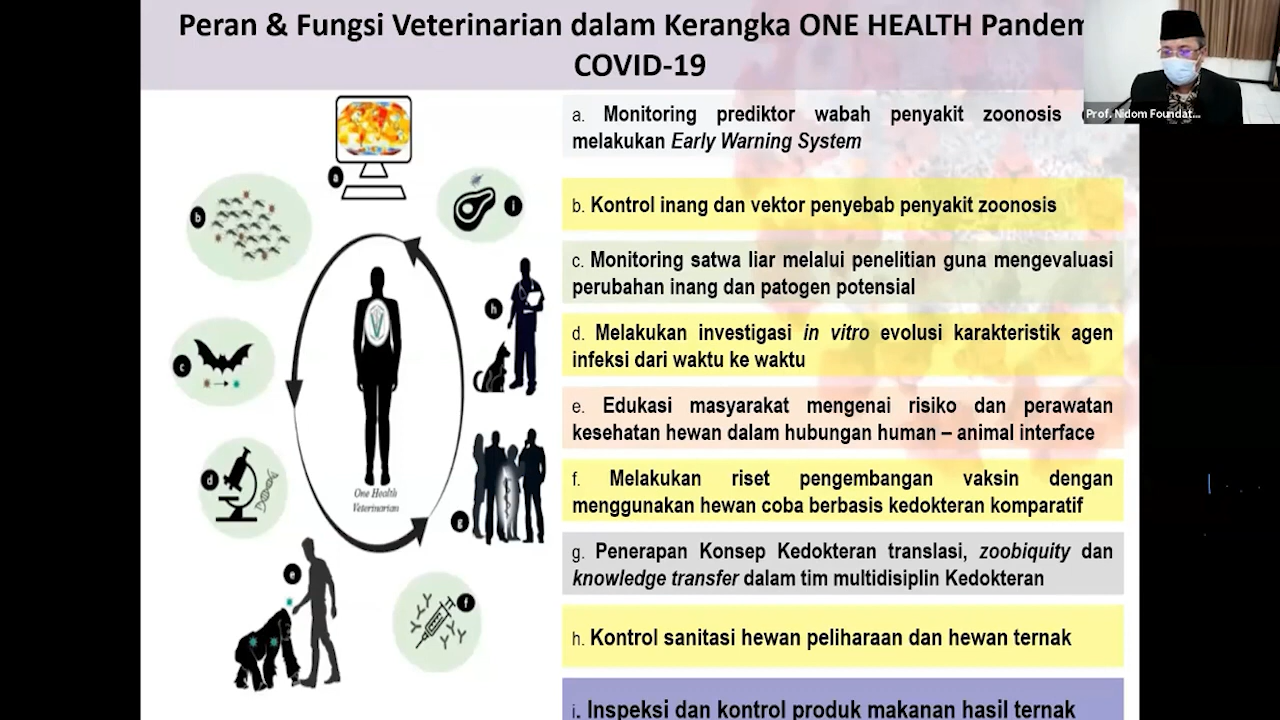 Peran & Fungsi Veterinarian dalam Kerangka ONE HEALTH
COVID-19
Prof. Nidom Foundat...
a. Monitoring prediktor wabah penyakit zoonosis
melakukan Early Warning System
b. Kontrol inang dan vektor penyebab penyakit zoonosis
c. Monitoring satwa liar melalui penelitian guna mengevaluasi
perubahan inang dan patogen potensial
d. Melakukan investigasi in vitro evolusi karakteristik agen
infeksi dari waktu ke waktu
e. Edukasi masyarakat mengenai risiko dan perawatan
kesehatan hewan dalam hubungan human – animal interface
f. Melakukan riset pengembangan vaksin dengan
menggunakan hewan coba berbasis kedokteran komparatif
g. Penerapan Konsep Kedokteran translasi, zoobiquity dan
knowledge transfer dalam tim multidisiplin Kedokteran
h. Kontrol sanitasi hewan peliharaan dan hewan ternak
i. Inspeksi dan kontrol produk makanan hasil ternak
a
b
i
h
c
d
One Health
Veterinarian
g
e
f